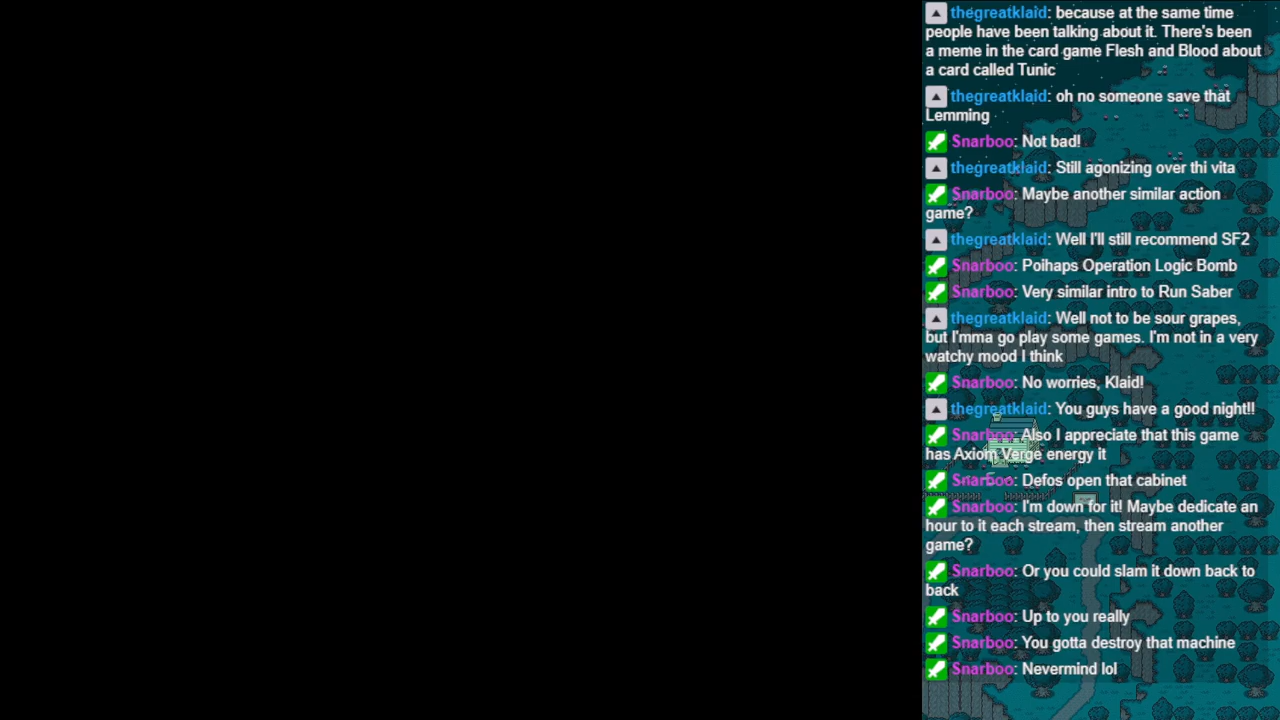 thegreatklaid: because at the same time
people have been talking about it. There's been
a meme in the card game Flesh and Blood about
a card called Tunic
thegreatklaid: oh no someone save that
Lemming
Snarboo: Not bad!
thegreatklaid: Still agonizing over thi vita
Snarboo: Maybe another similar action
game?
thegreatklaid: Well I'll still recommend SF2
Snarboo: Poihaps Operation Logic Bomb
Snarboo: Very similar intro to Run Saber
thegreatklaid: Well not to be sour grapes,
but I'mma go play some games. I'm not in a very
watchy mood I think
Snarboo: No worries, Klaid!
thegreatklaid: You guys have a good night!!
Snarboo: Also I appreciate that this game
has Axiom Verge energy it
Snarboo: Defos open that cabinet
Snarboo: I'm down for it! Maybe dedicate an
hour to it each stream, then stream another
game?
Snarboo: Or you could slam it down back to
back
Snarboo: Up to you really
Snarboo: You gotta destroy that machine
Snarboo: Nevermind lol